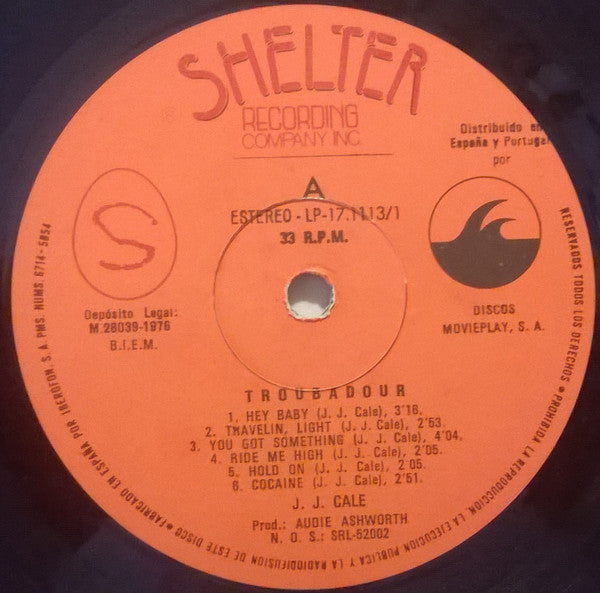 SHELTER
RECORDING
COMPANY INC.
Distribuido en
España y Portugal
por
A
ESTEREO - LP-17.1113/1
33 R.P.M.
S
Depósito Legal:
M.28039-1976
B.I.E.M.
DISCOS
MOVIEPLAY, S. A.
TROUBADOUR
1. HEY BABY (J. J. Cale), 3'16.
2. TRAVELIN, LIGHT (J. J. Cale), 2'53.
3. YOU GOT SOMETHING (J. J. Cale), 4'04.
4. RIDE ME HIGH (J. J. Cale), 2'05.
5. HOLD ON (J. J. Cale), 2'05.
6. COCAINE (J. J. Cale), 2'51.
J. J. CALE
Prod.: AUDIE ASHWORTH
N. O. S.: SRL-52002
RESERVADOS TODOS LOS DERECHOS • PROHIBIDA LA REPRODUCCION, LA EJECUCION PUBLICA Y LA RADIODIFUSION DE ESTE DISCO • FABRICADO EN ESPAÑA POR IBEROFON, S. A. PMS. NUMS. 6714 - 5854